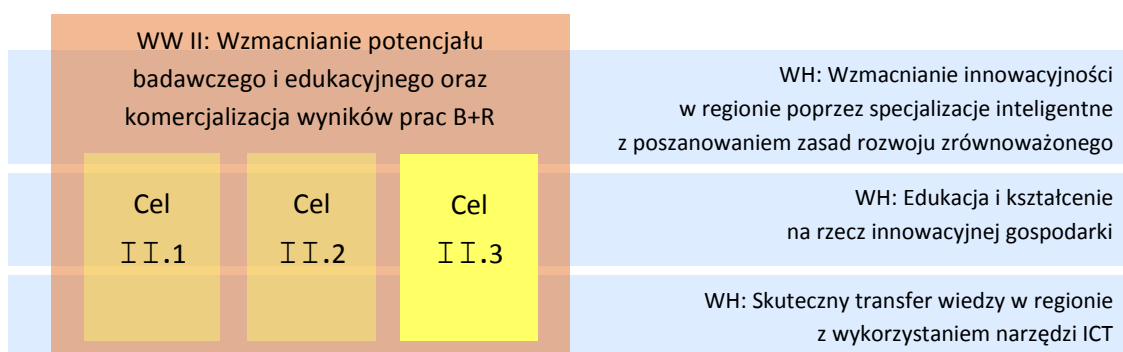 WW II: Wzmacnianie potencjału
badawczego i edukacyjnego oraz
komercjalizacja wyników prac B+R
WH: Wzmacnianie innowacyjności
w regionie poprzez specjalizacje inteligentne
z poszanowaniem zasad rozwoju zrównoważonego
Cel
II.1
Cel
II.2
Cel
II.3
WH: Edukacja i kształcenie
na rzecz innowacyjnej gospodarki
WH: Skuteczny transfer wiedzy w regionie
z wykorzystaniem narzędzi ICT